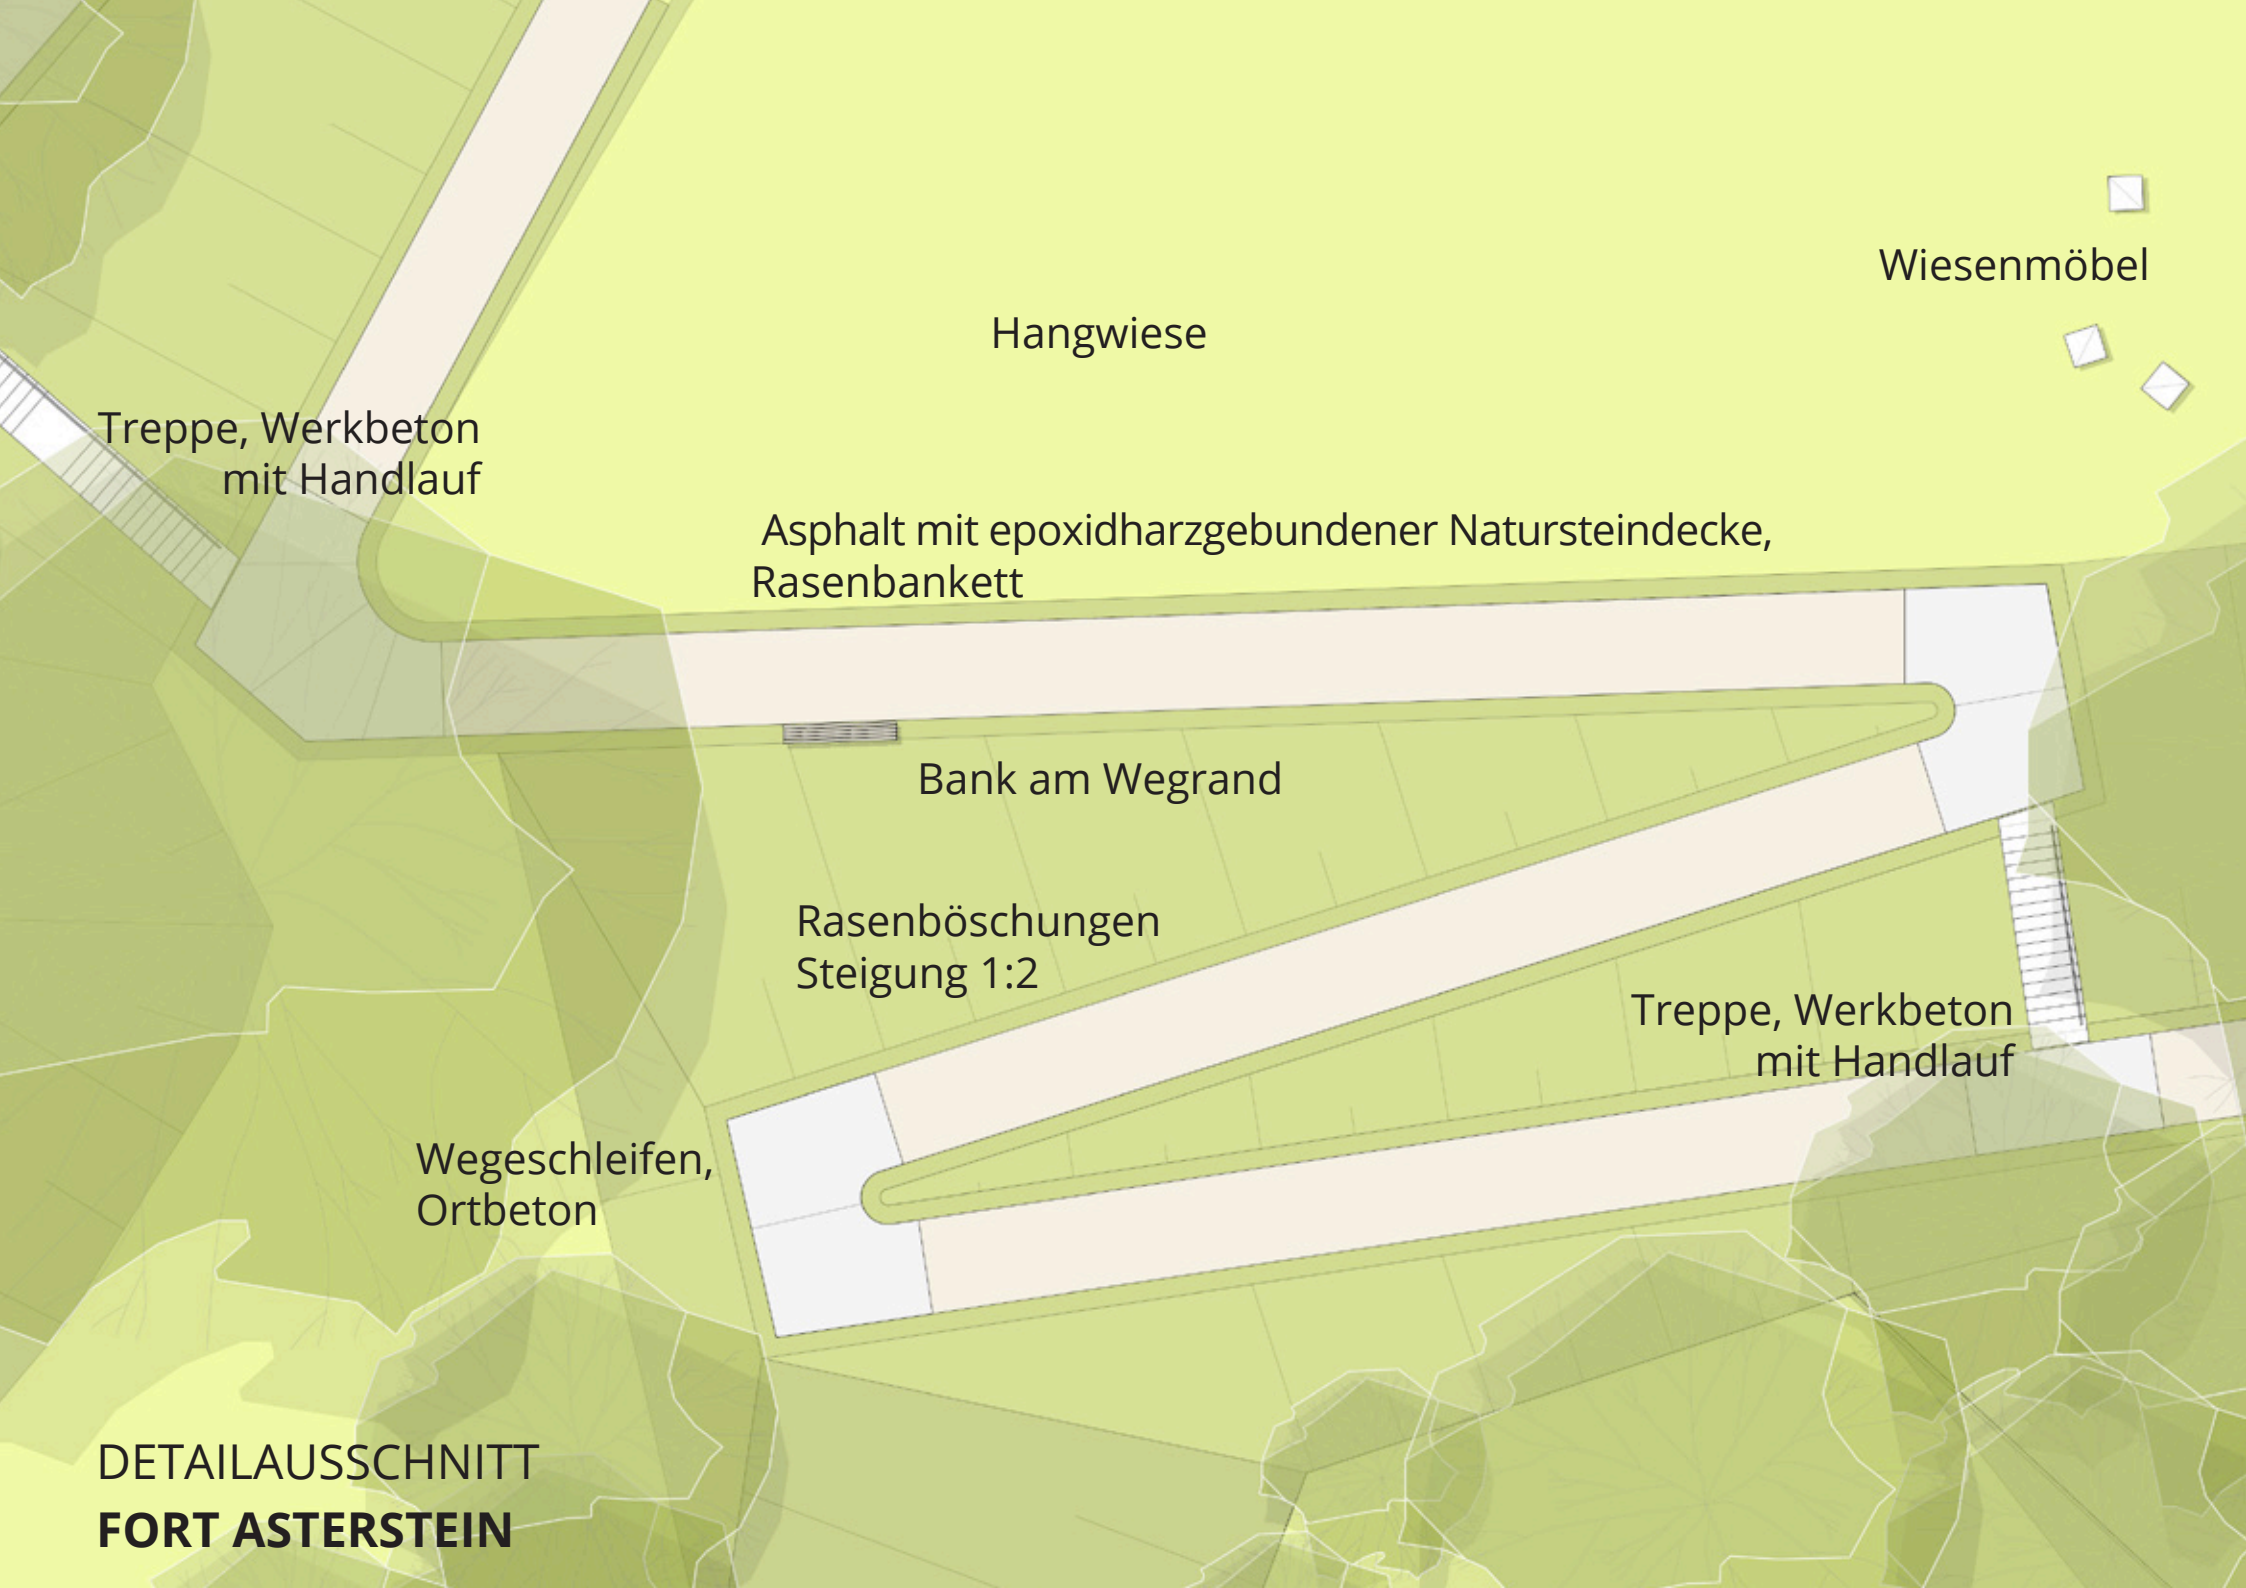 Wiesenmöbel
Hangwiese
Treppe, Werkbeton
mit Handlauf
Asphalt mit epoxidharzgebundener Natursteindecke,
Rasenbankett
Bank am Wegrand
Rasenböschungen
Steigung 1:2
Treppe, Werkbeton
mit Handlauf
Wegeschleifen,
Ortbeton
DETAILAUSSCHNITT
FORT ASTERSTEIN